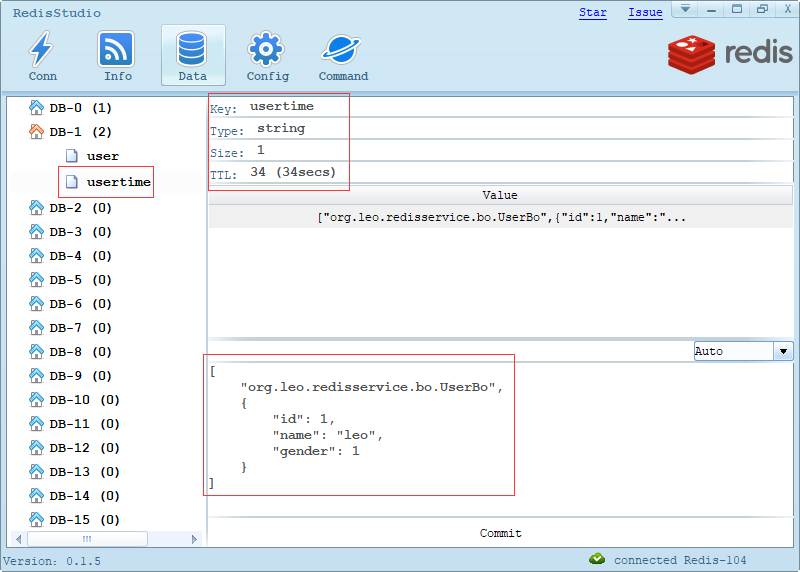 RedisStudio
Star Issue
Conn Info Data Config Command
redis
DB-0 (1)
DB-1 (2)
user
usertime
DB-2 (0)
DB-3 (0)
DB-4 (0)
DB-5 (0)
DB-6 (0)
DB-7 (0)
DB-8 (0)
DB-9 (0)
DB-10 (0)
DB-11 (0)
DB-12 (0)
DB-13 (0)
DB-14 (0)
DB-15 (0)
Key: usertime
Type: string
Size: 1
TTL: 34 (34secs)
Value
["org.leo.redisservice.bo.UserBo",{"id":1,"name":"...
Auto
[
"org.leo.redisservice.bo.UserBo",
{
"id": 1,
"name": "leo",
"gender": 1
}
]
Commit
Version: 0.1.5
connected Redis-104